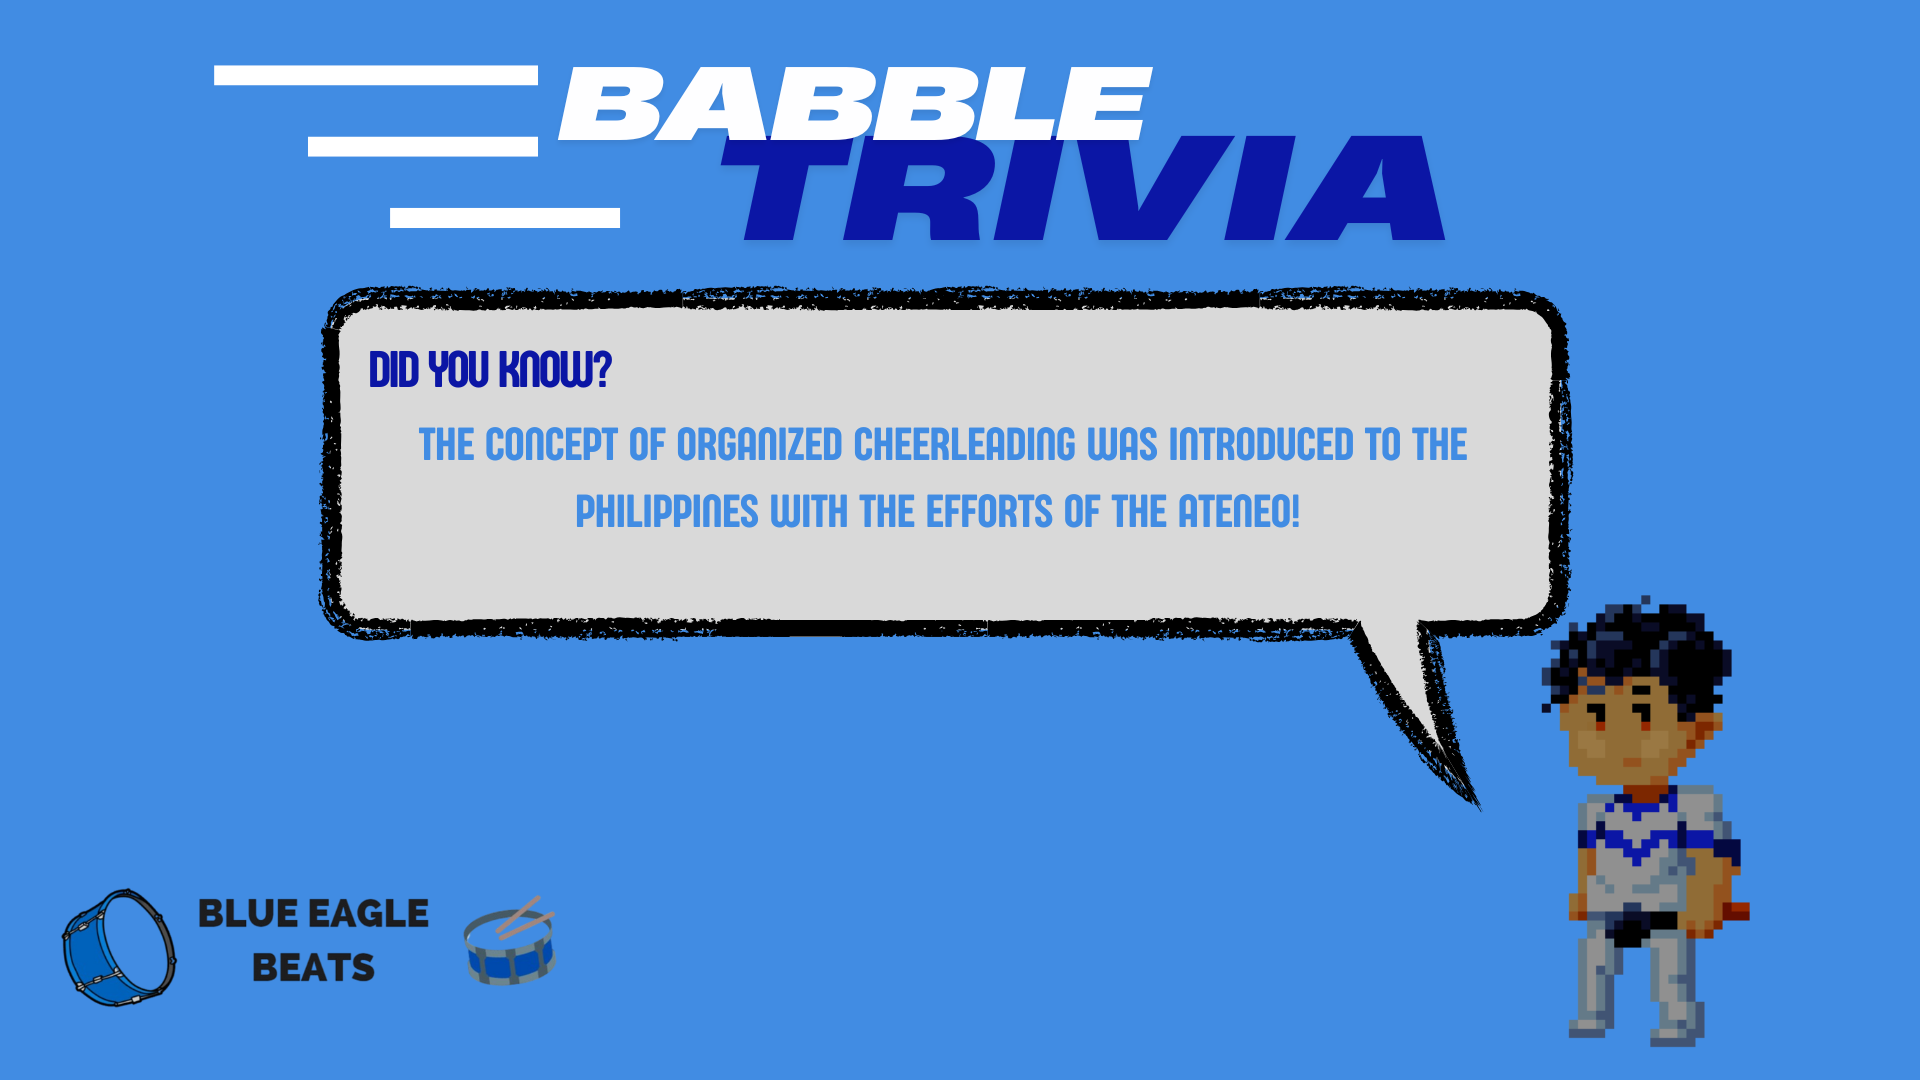 BABBLE
TRIVIA
DID YOU KNOW?
THE CONCEPT OF ORGANIZED CHEERLEADING WAS INTRODUCED TO THE
PHILIPPINES WITH THE EFFORTS OF THE ATENEO!
BLUE EAGLE
BEATS